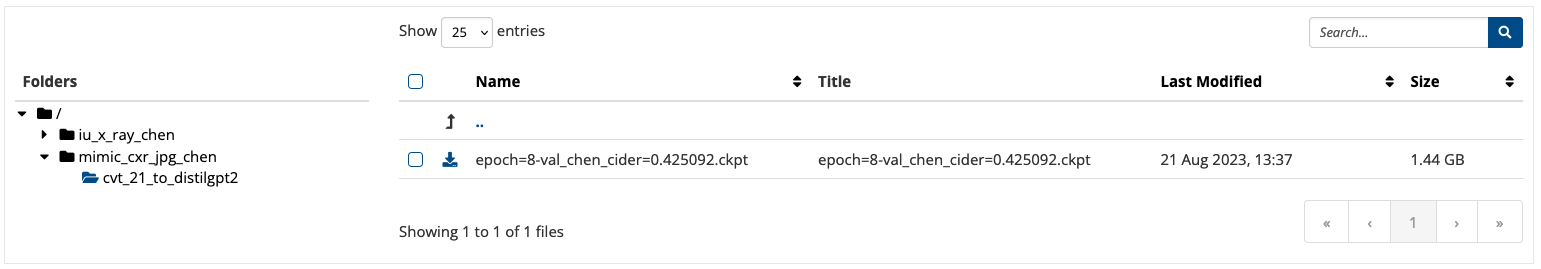 Show 25 entries
Search...
Folders
/
iu_x_ray_chen
mimic_cxr_jpg_chen
cvt_21_to_distilgpt2
Name Title Last Modified Size
..
epoch=8-val_chen_cider=0.425092.ckpt epoch=8-val_chen_cider=0.425092.ckpt 21 Aug 2023, 13:37 1.44 GB
Showing 1 to 1 of 1 files
« ‹ 1 › »